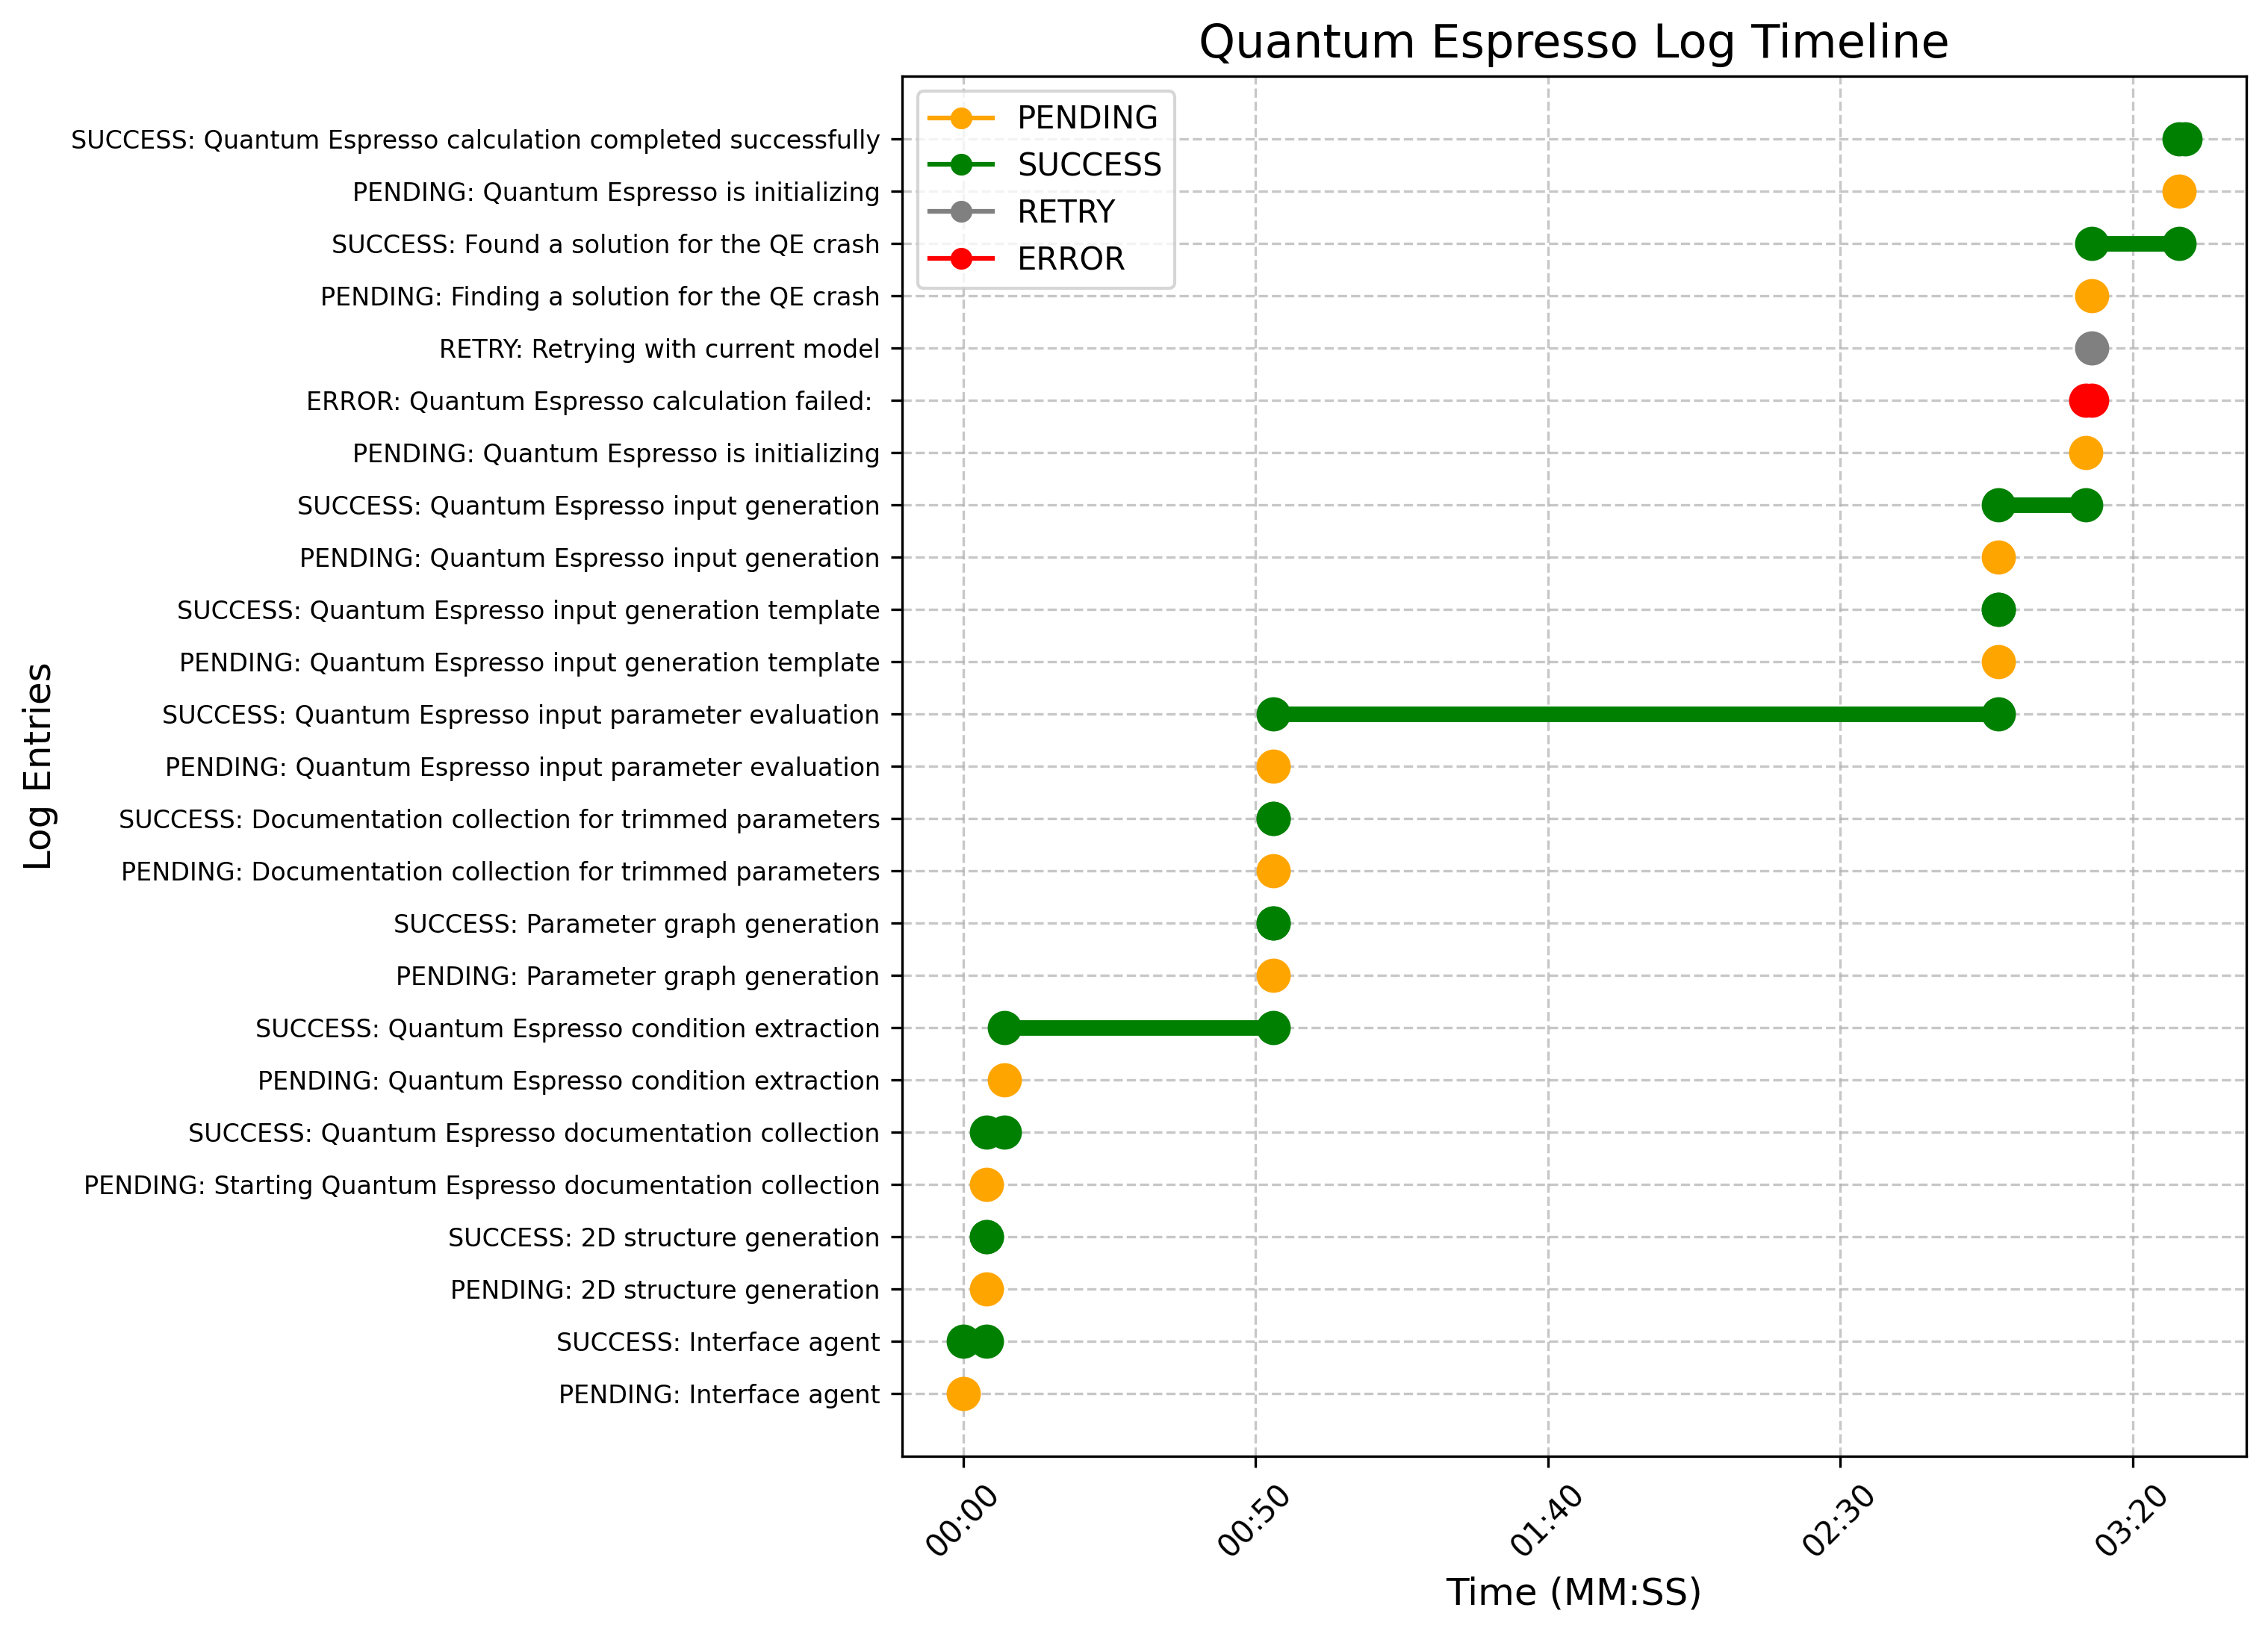 Quantum Espresso Log Timeline
PENDING
SUCCESS
RETRY
ERROR
SUCCESS: Quantum Espresso calculation completed successfully
PENDING: Quantum Espresso is initializing
SUCCESS: Found a solution for the QE crash
PENDING: Finding a solution for the QE crash
RETRY: Retrying with current model
ERROR: Quantum Espresso calculation failed:
PENDING: Quantum Espresso is initializing
SUCCESS: Quantum Espresso input generation
PENDING: Quantum Espresso input generation
SUCCESS: Quantum Espresso input generation template
PENDING: Quantum Espresso input generation template
SUCCESS: Quantum Espresso input parameter evaluation
PENDING: Quantum Espresso input parameter evaluation
SUCCESS: Documentation collection for trimmed parameters
PENDING: Documentation collection for trimmed parameters
SUCCESS: Parameter graph generation
PENDING: Parameter graph generation
SUCCESS: Quantum Espresso condition extraction
PENDING: Quantum Espresso condition extraction
SUCCESS: Quantum Espresso documentation collection
PENDING: Starting Quantum Espresso documentation collection
SUCCESS: 2D structure generation
PENDING: 2D structure generation
SUCCESS: Interface agent
PENDING: Interface agent
Log Entries
00:00
00:50
01:40
02:30
03:20
Time (MM:SS)